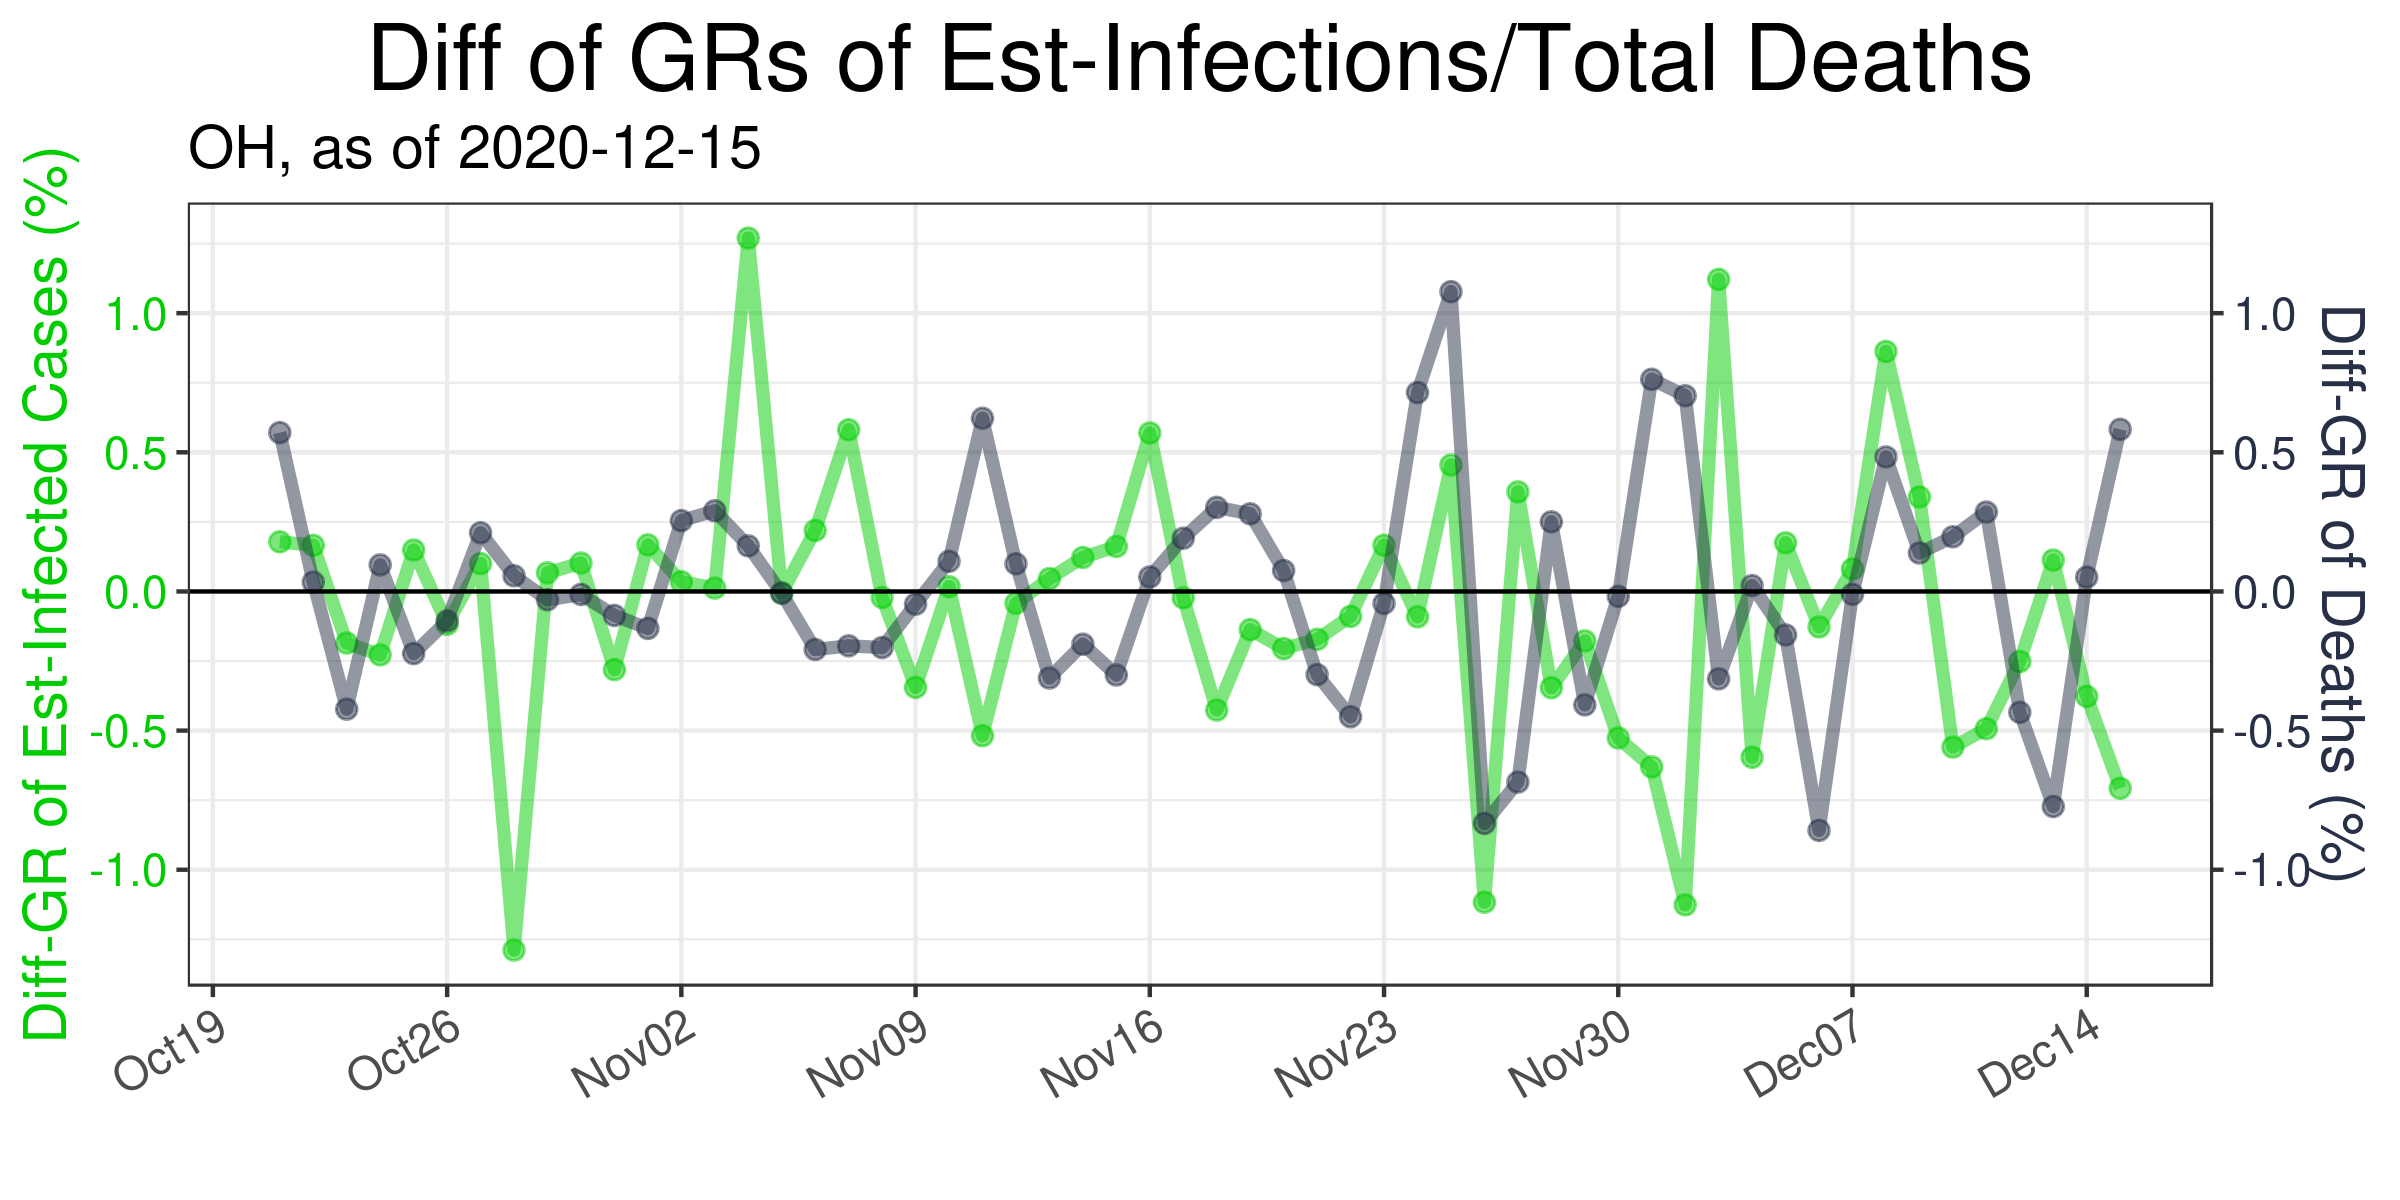 Diff of GRs of Est-Infections/Total Deaths
OH, as of 2020-12-15
Diff-GR of Est-Infected Cases (%)
1.0
0.5
0.0
-0.5
-1.0
1.0
0.5
0.0
-0.5
-1.0
Diff-GR of Deaths (%)
Oct19
Oct26
Nov02
Nov09
Nov16
Nov23
Nov30
Dec07
Dec14